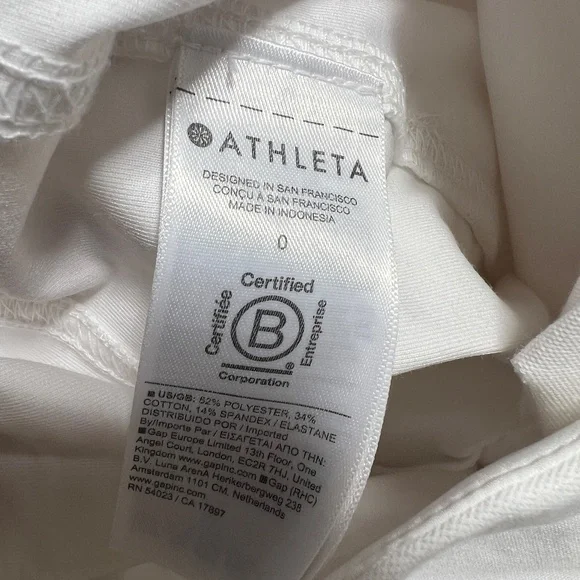 ATHLETA
DESIGNED IN SAN FRANCISCO
CONÇU À SAN FRANCISCO
MADE IN INDONESIA
0
Certified
Certifiée
B
Entreprise
Corporation
US/GB: 52% POLYESTER, 34%
COTTON, 14% SPANDEX / ELASTANE
DISTRIBUIDO POR / Imported
By/Importe Par / ΕΙΣΑΓΕΤΑΙ ΑΠΟ ΤΗΝ:
Gap Europe Limited 13th Floor, One
Angel Court, London, EC2R 7HJ, United
Kingdom www.gapinc.com Gap (RHC)
B.V Luna ArenA Herikerbergweg 238
Amsterdam 1101 CM, Netherlands
www.gapinc.com
RN 54023 / CA 17897